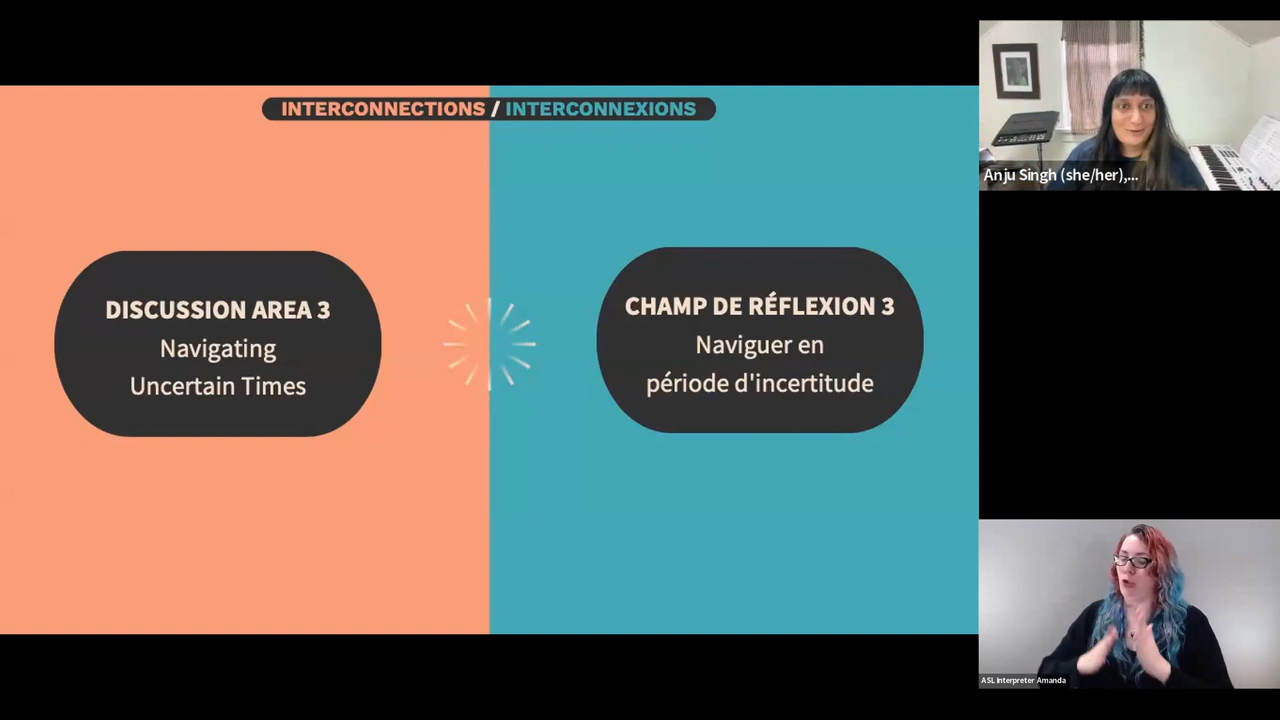 INTERCONNECTIONS / INTERCONNEXIONS
DISCUSSION AREA 3
Navigating
Uncertain Times
CHAMP DE RÉFLEXION 3
Naviguer en
période d'incertitude
Anju Singh (she/her),...
ASL Interpreter Amanda